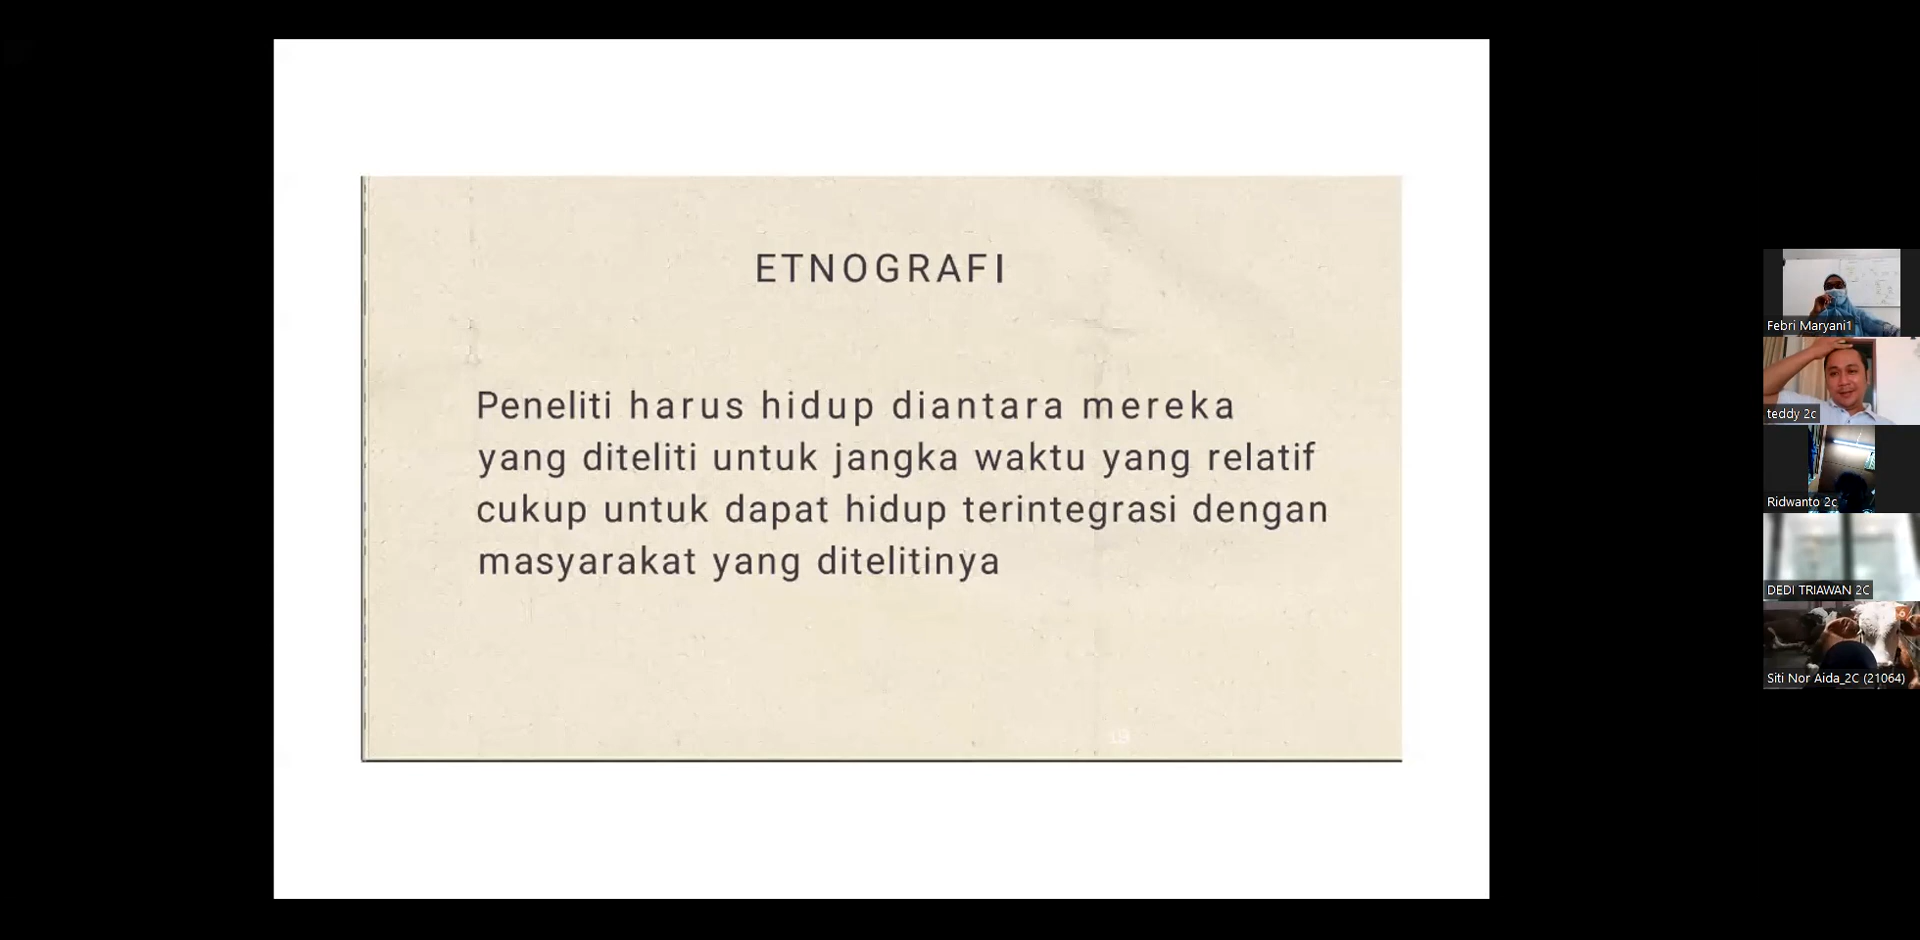 ETNOGRAFI
Peneliti harus hidup diantara mereka
yang diteliti untuk jangka waktu yang relatif
cukup untuk dapat hidup terintegrasi dengan
masyarakat yang ditelitinya
19
Febri Maryani1
teddy 2c
Ridwanto 2c
DEDI TRIAWAN 2C
Siti Nor Aida_2C (21064)